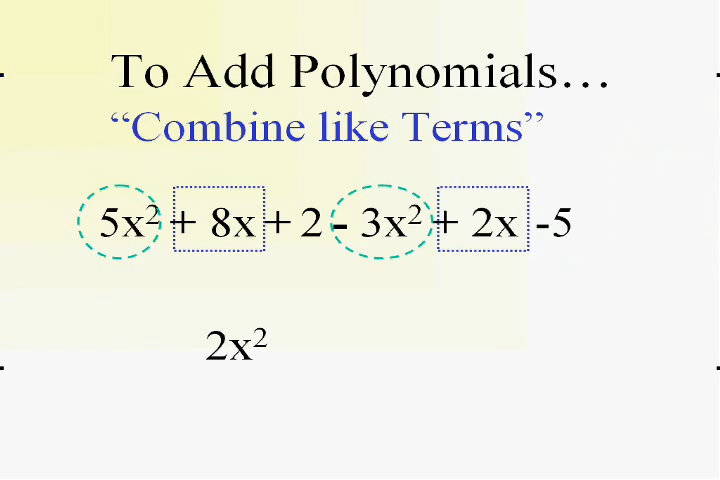 To Add Polynomials…
“Combine like Terms”
5x² + 8x + 2 - 3x² + 2x -5
2x²